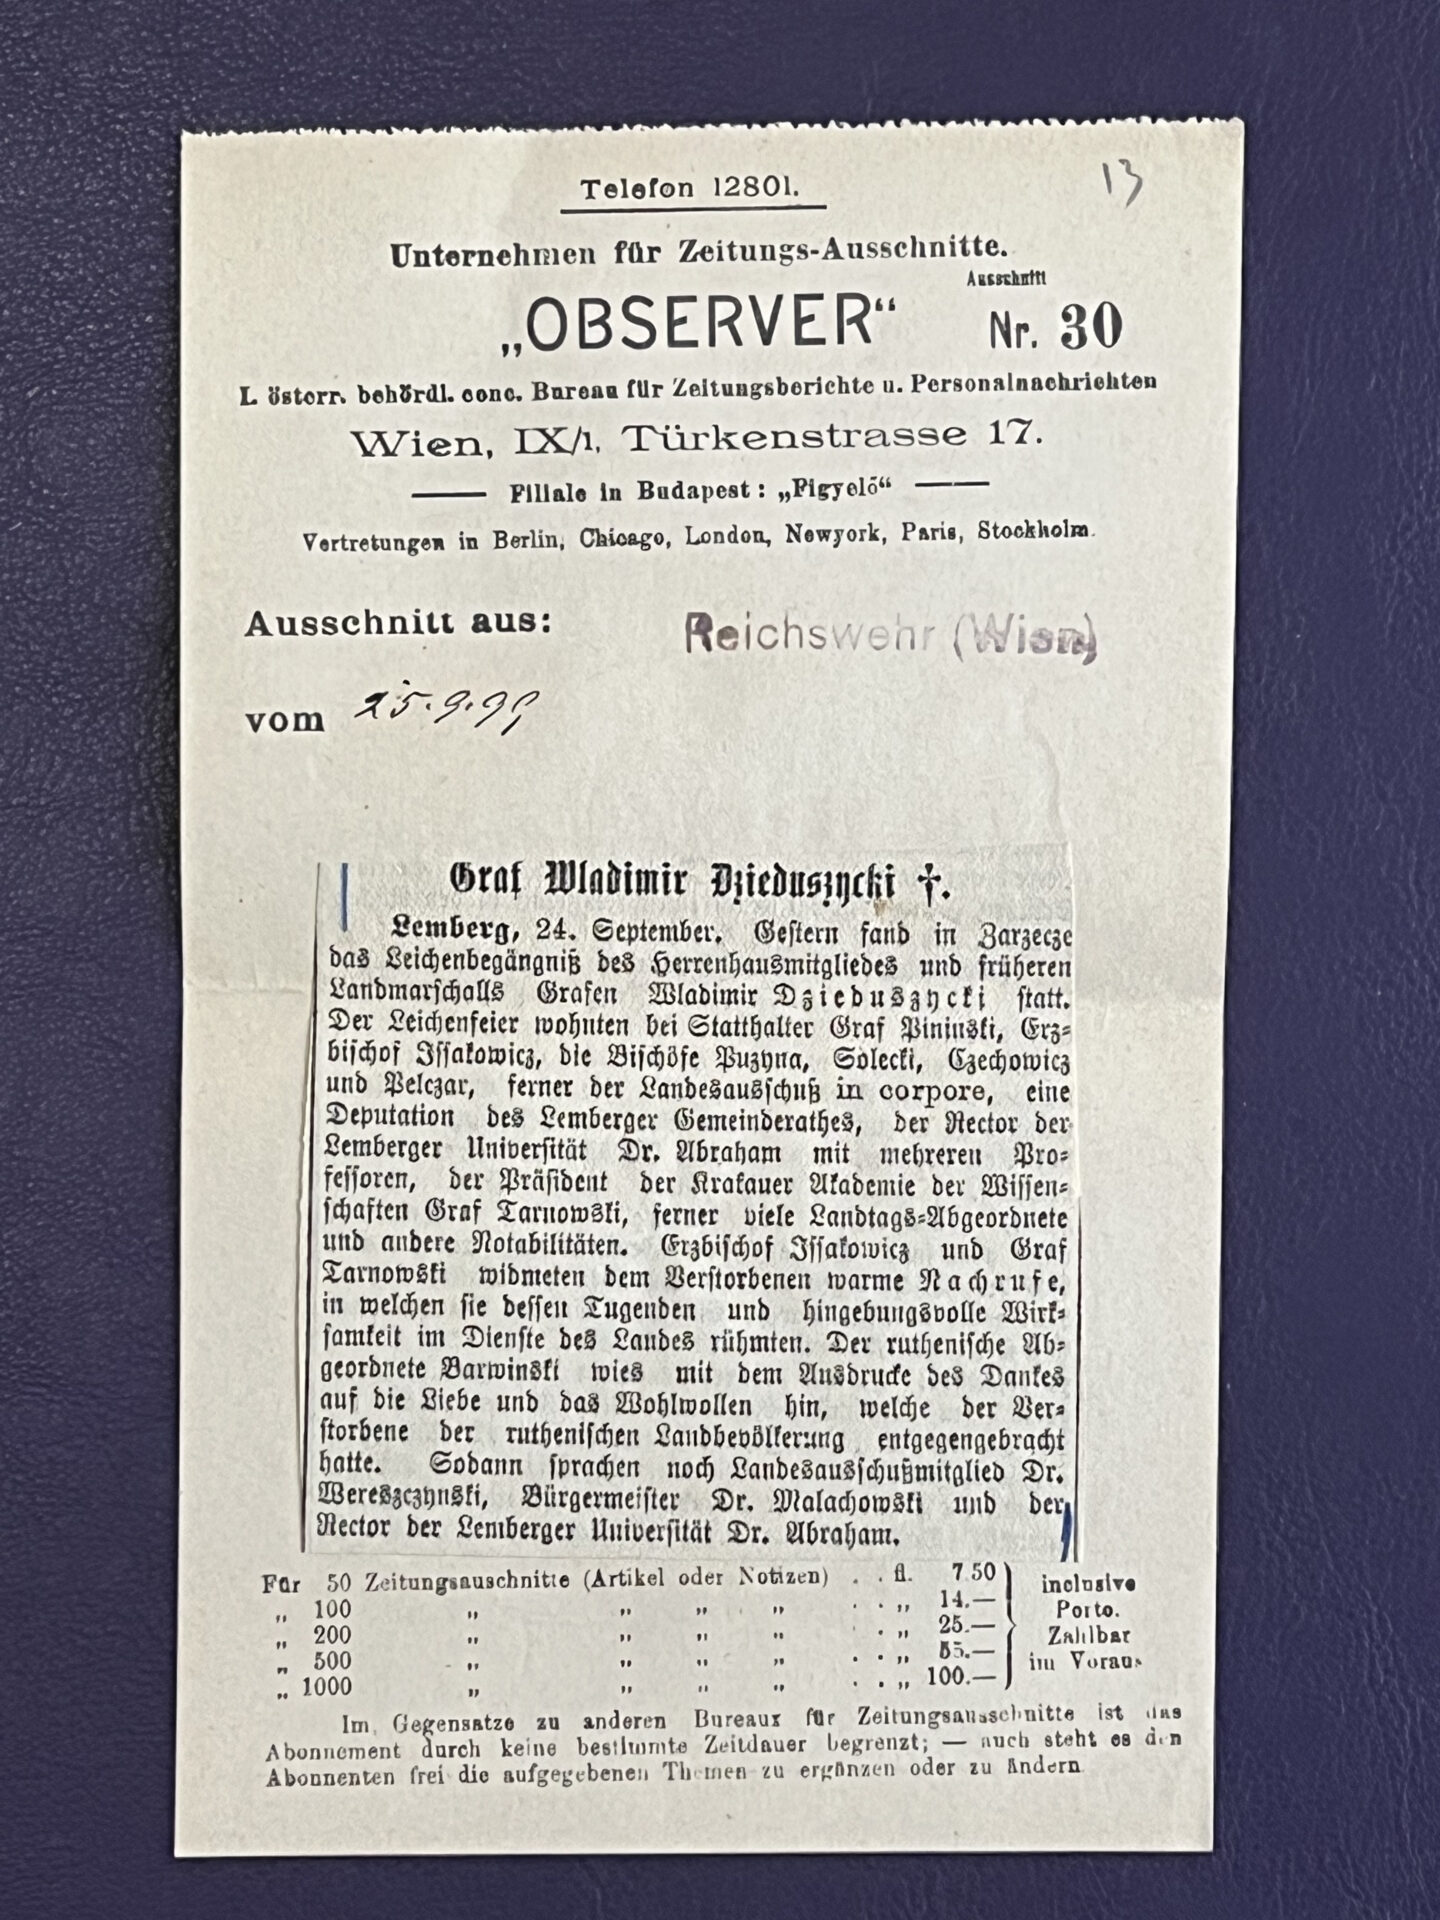 13
Telefon 12801.
Unternehmen für Zeitungs-Ausschnitte.
Ausschnitt
„OBSERVER“ Nr. 30
I. österr. behördl. conc. Bureau für Zeitungsberichte u. Personalnachrichten
Wien, IX/1, Türkenstrasse 17.
Filiale in Budapest: „Figyelő“
Vertretungen in Berlin, Chicago, London, Newyork, Paris, Stockholm.
Ausschnitt aus: Reichswehr (Wien)
vom 25.9.99
Graf Wladimir Dzieduszycki †.
Lemberg, 24. September. Gestern fand in Zarzecze
das Leichenbegängniß des Herrenhausmitgliedes und früheren
Landmarschalls Grafen Wladimir Dzieduszycki statt.
Der Leichenfeier wohnten bei Statthalter Graf Pininski, Erz-
bischof Issakowicz, die Bischöfe Puzyna, Solecki, Czechowicz
und Pelczar, ferner der Landesausschuß in corpore, eine
Deputation des Lemberger Gemeinderathes, der Rector der
Lemberger Universität Dr. Abraham mit mehreren Pro-
fessoren, der Präsident der Krakauer Akademie der Wissen-
schaften Graf Tarnowski, ferner viele Landtags-Abgeordnete
und andere Notabilitäten. Erzbischof Issakowicz und Graf
Tarnowski widmeten dem Verstorbenen warme Nachrufe,
in welchen sie dessen Tugenden und hingebungsvolle Wirk-
samkeit im Dienste des Landes rühmten. Der ruthenische Ab-
geordnete Barwinski wies mit dem Ausdrucke des Dankes
auf die Liebe und das Wohlwollen hin, welche der Ver-
storbene der ruthenischen Landbevölkerung entgegengebracht
hatte. Sodann sprachen noch Landesausschußmitglied Dr.
Wereszczynski, Bürgermeister Dr. Malachowski und der
Rector der Lemberger Universität Dr. Abraham.
Für 50 Zeitungsauschnitte (Artikel oder Notizen) . . fl. 7.50 inclusive
„ 100 „ „ „ „ . . „ 14.— Porto.
„ 200 „ „ „ „ . . „ 25.— Zahlbar
„ 500 „ „ „ „ . . „ 55.— im Voraus
„ 1000 „ „ „ „ . . „ 100.—
Im Gegensatze zu anderen Bureaux für Zeitungsausschnitte ist das
Abonnement durch keine bestimmte Zeitdauer begrenzt; — auch steht es den
Abonnenten frei die aufgegebenen Themen zu ergänzen oder zu ändern